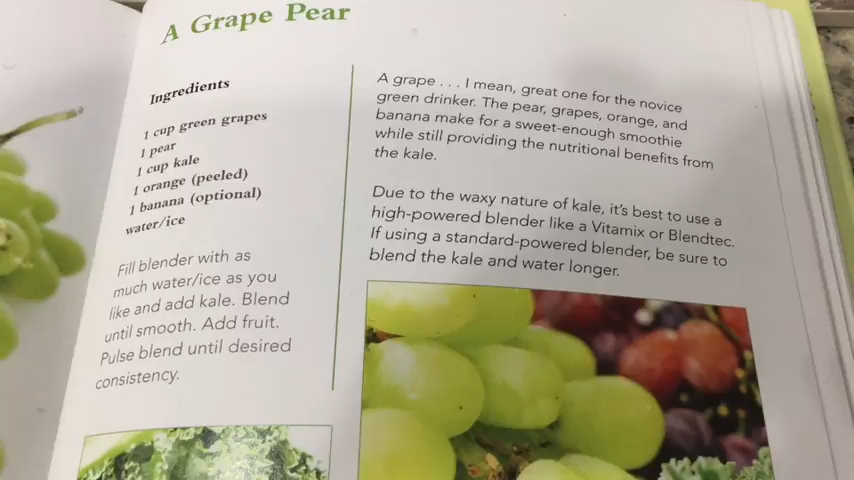 A Grape Pear
Ingredients
1 cup green grapes
1 pear
1 cup kale
1 orange (peeled)
1 banana (optional)
water/ice
Fill blender with as
much water/ice as you
like and add kale. Blend
until smooth. Add fruit.
Pulse blend until desired
consistency.
A grape . . . I mean, great one for the novice
green drinker. The pear, grapes, orange, and
banana make for a sweet-enough smoothie
while still providing the nutritional benefits from
the kale.
Due to the waxy nature of kale, it's best to use a
high-powered blender like a Vitamix or Blendtec.
If using a standard-powered blender, be sure to
blend the kale and water longer.